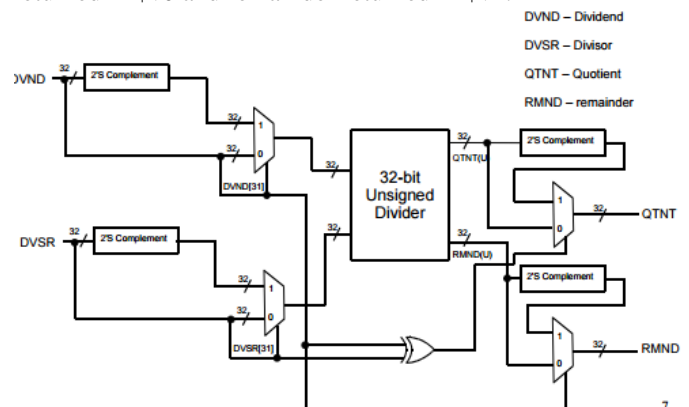 DVND – Dividend
DVSR – Divisor
QTNT – Quotient
RMND – remainder
DVND
32
2'S Complement
32
1
32
0
DVND[31]
32
32-bit
Unsigned
Divider
32
QTNT(U
2'S Complement
1
0
32
QTNT
DVSR
32
2'S Complement
32
32
1
32
0
DVSR[31]
32
RMND(U)
2'S Complement
1
0
32
RMND